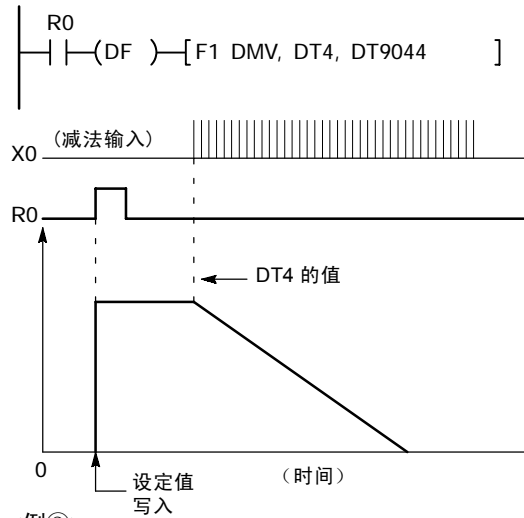 R0
(DF )[F1 DMV, DT4, DT9044 ]
(减法输入)
X0
R0
DT4 的值
0
设定值
写入
(时间)